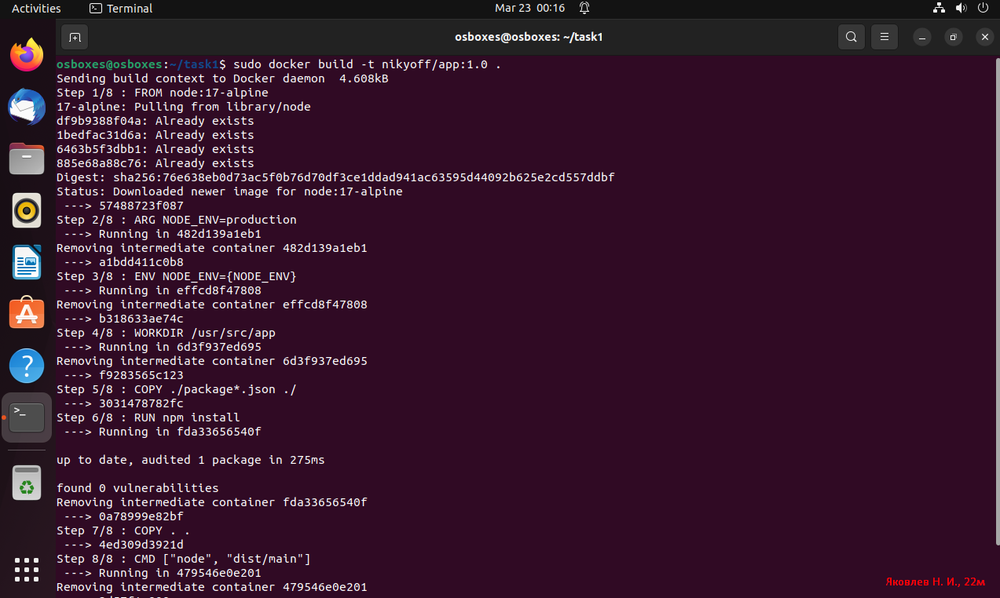 Activities
Terminal
Mar 23 00:16
osboxes@osboxes: ~/task1
osboxes@osboxes:~/task1$ sudo docker build -t nikyoff/app:1.0 .
Sending build context to Docker daemon  4.608kB
Step 1/8 : FROM node:17-alpine
17-alpine: Pulling from library/node
df9b9388f04a: Already exists
1bedfac31d6a: Already exists
6463b5f3dbb1: Already exists
885e68a88c76: Already exists
Digest: sha256:76e638eb0d73ac5f0b76d70df3ce1ddad941ac63595d44092b625e2cd557ddbf
Status: Downloaded newer image for node:17-alpine
 ---> 57488723f087
Step 2/8 : ARG NODE_ENV=production
 ---> Running in 482d139a1eb1
Removing intermediate container 482d139a1eb1
 ---> a1bdd411c0b8
Step 3/8 : ENV NODE_ENV={NODE_ENV}
 ---> Running in effcd8f47808
Removing intermediate container effcd8f47808
 ---> b318633ae74c
Step 4/8 : WORKDIR /usr/src/app
 ---> Running in 6d3f937ed695
Removing intermediate container 6d3f937ed695
 ---> f9283565c123
Step 5/8 : COPY ./package*.json ./
 ---> 3031478782fc
Step 6/8 : RUN npm install
 ---> Running in fda33656540f
up to date, audited 1 package in 275ms
found 0 vulnerabilities
Removing intermediate container fda33656540f
 ---> 0a78999e82bf
Step 7/8 : COPY . .
 ---> 4ed309d3921d
Step 8/8 : CMD ["node", "dist/main"]
 ---> Running in 479546e0e201
Removing intermediate container 479546e0e201
Яковлев Н. И., 22м